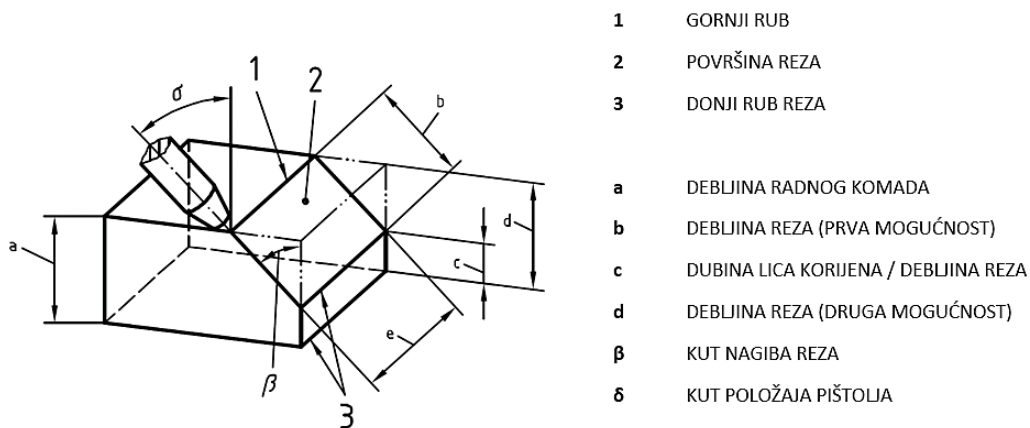 1 GORNJI RUB
2 POVRŠINA REZA
3 DONJI RUB REZA
a DEBLJINA RADNOG KOMADA
b DEBLJINA REZA (PRVA MOGUĆNOST)
c DUBINA LICA KORIJENA / DEBLJINA REZA
d DEBLJINA REZA (DRUGA MOGUĆNOST)
β KUT NAGIBA REZA
δ KUT POLOŽAJA PIŠTOLJA
1
2
σ
b
a
d
c
e
β
3